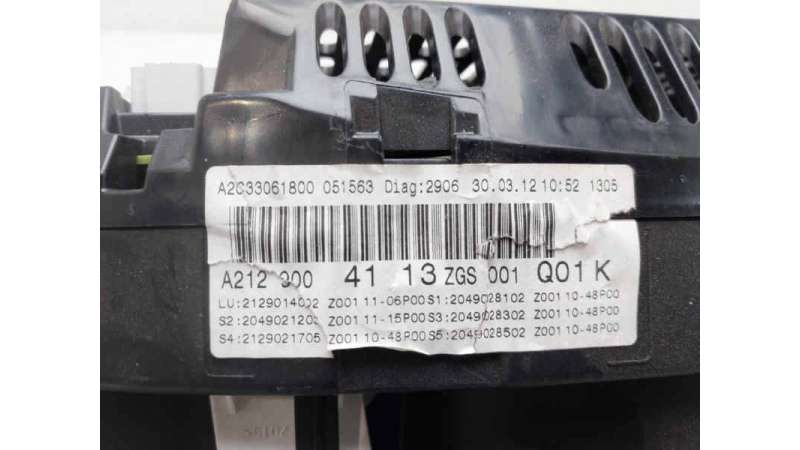 A2C33061800 051563 Diag:2906 30.03.12 10:52 1305
A212 900 41 13 ZGS 001 Q01 K
LU:2129014002 Z001 11-06P00 S1:2049028102 Z001 10-48P00
S2:2049021202 Z001 11-15P00 S3:2049028302 Z001 10-48P00
S4:2129021705 Z001 10-48P00 S5:2049028502 Z001 10-48P00